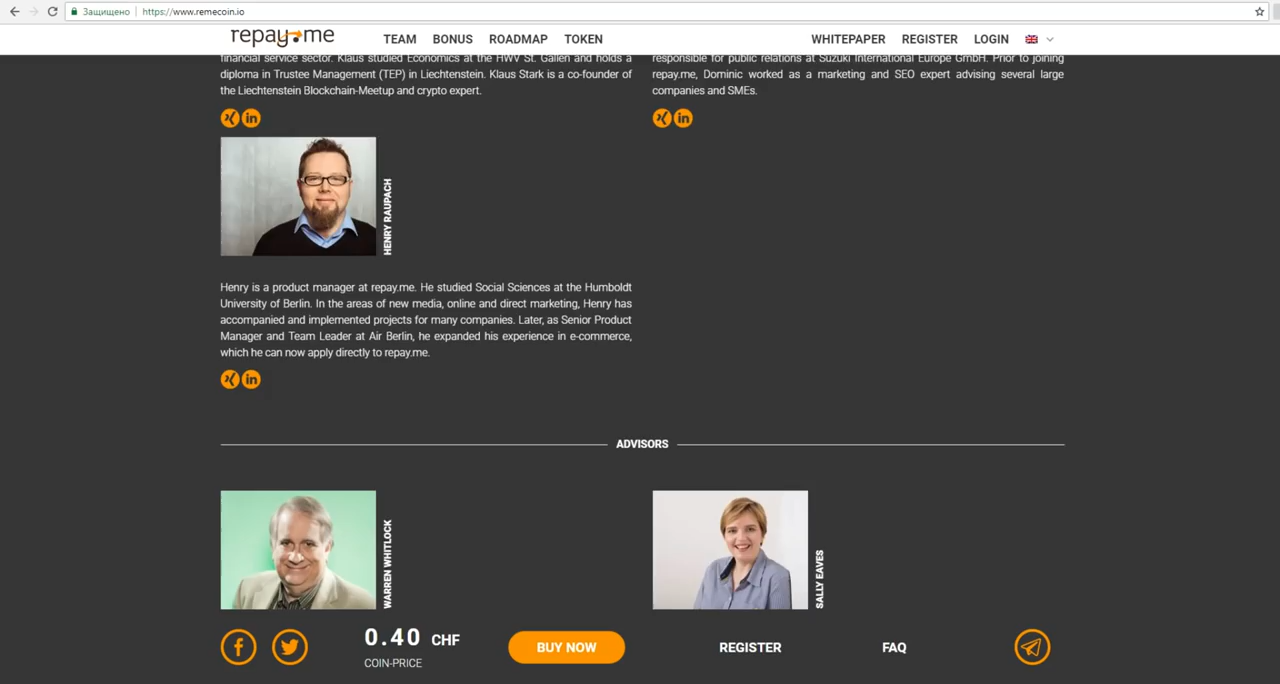 Защищено
https://www.remecoin.io
repay.me
TEAM BONUS ROADMAP TOKEN WHITEPAPER REGISTER LOGIN
financial service sector. Klaus studied Economics at the HWV St. Gallen and holds a
diploma in Trustee Management (TEP) in Liechtenstein. Klaus Stark is a co-founder of
the Liechtenstein Blockchain-Meetup and crypto expert.
responsible for public relations at Suzuki International Europe GmbH. Prior to joining
repay.me, Dominic worked as a marketing and SEO expert advising several large
companies and SMEs.
in
in
HENRY RAUPACH
Henry is a product manager at repay.me. He studied Social Sciences at the Humboldt
University of Berlin. In the areas of new media, online and direct marketing, Henry has
accompanied and implemented projects for many companies. Later, as Senior Product
Manager and Team Leader at Air Berlin, he expanded his experience in e-commerce,
which he can now apply directly to repay.me.
in
ADVISORS
WARREN WHITLOCK
SALLY EAVES
0.40 CHF
COIN-PRICE
BUY NOW
REGISTER
FAQ